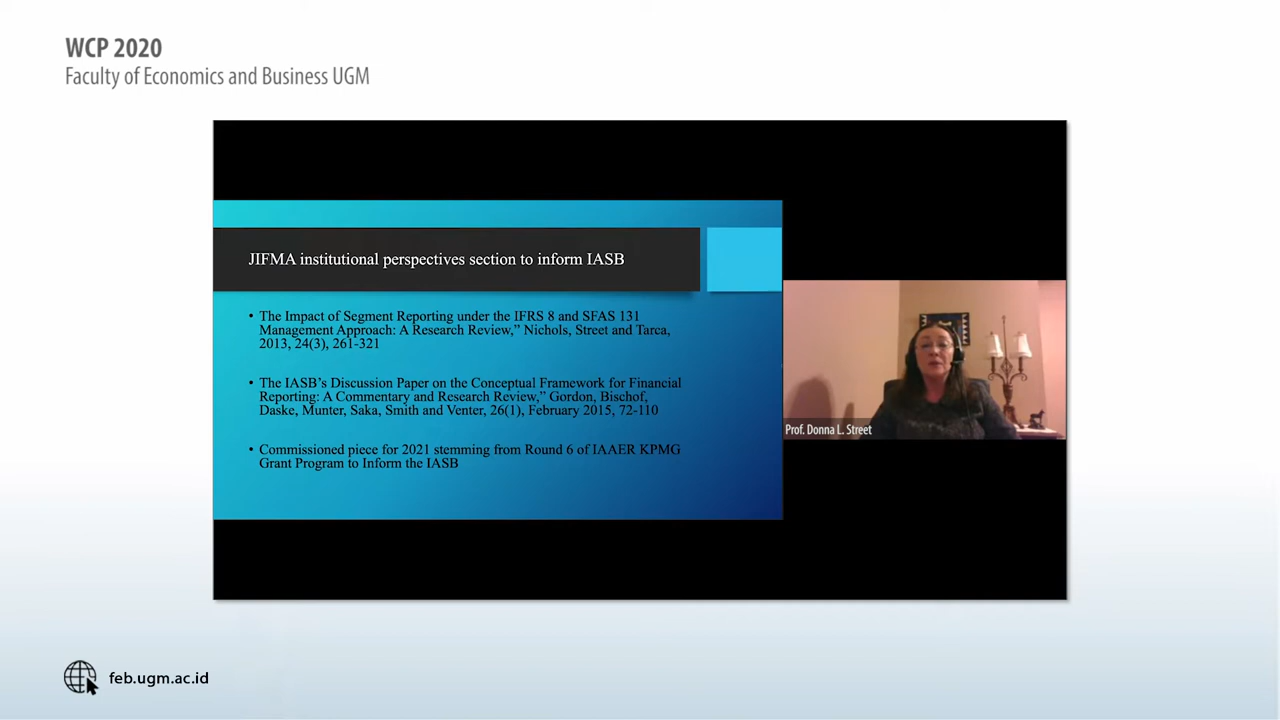 WCP 2020
Faculty of Economics and Business UGM
JIFMA institutional perspectives section to inform IASB
• The Impact of Segment Reporting under the IFRS 8 and SFAS 131
Management Approach: A Research Review,” Nichols, Street and Tarca,
2013, 24(3), 261-321
• The IASB’s Discussion Paper on the Conceptual Framework for Financial
Reporting: A Commentary and Research Review,” Gordon, Bischof,
Daske, Munter, Saka, Smith and Venter, 26(1), February 2015, 72-110
• Commissioned piece for 2021 stemming from Round 6 of IAAER KPMG
Grant Program to Inform the IASB
Prof. Donna L. Street
feb.ugm.ac.id